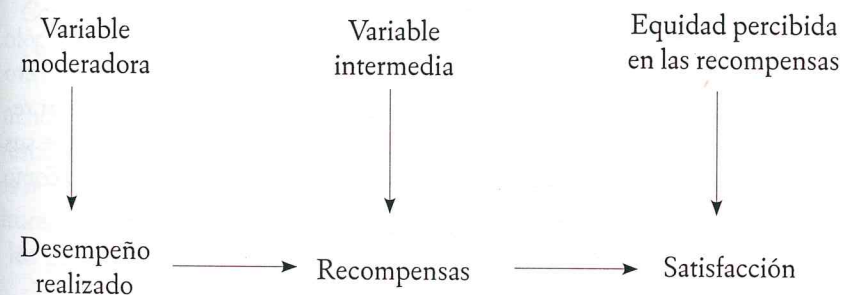 Variable
moderadora
Variable
intermedia
Equidad percibida
en las recompensas
Desempeño
realizado
Recompensas
Satisfacción